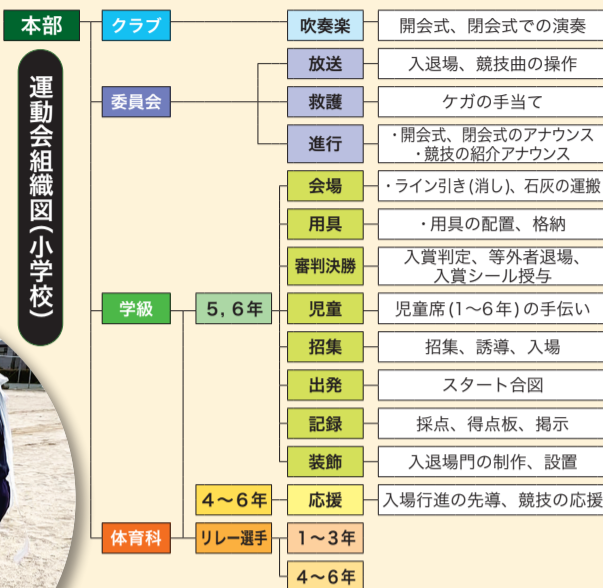 本部
運動会組織図(小学校)
クラブ
吹奏楽
開会式、閉会式での演奏
委員会
放送
入退場、競技曲の操作
救護
ケガの手当て
進行
・開会式、閉会式のアナウンス
・競技の紹介アナウンス
学級
5, 6年
会場
・ライン引き(消し)、石灰の運搬
用具
・用具の配置、格納
審判決勝
入賞判定、等外者退場、
入賞シール授与
児童
児童席(1〜6年)の手伝い
招集
招集、誘導、入場
出発
スタート合図
記録
採点、得点板、掲示
装飾
入退場門の制作、設置
4〜6年
応援
入場行進の先導、競技の応援
体育科
リレー選手
1〜3年
4〜6年